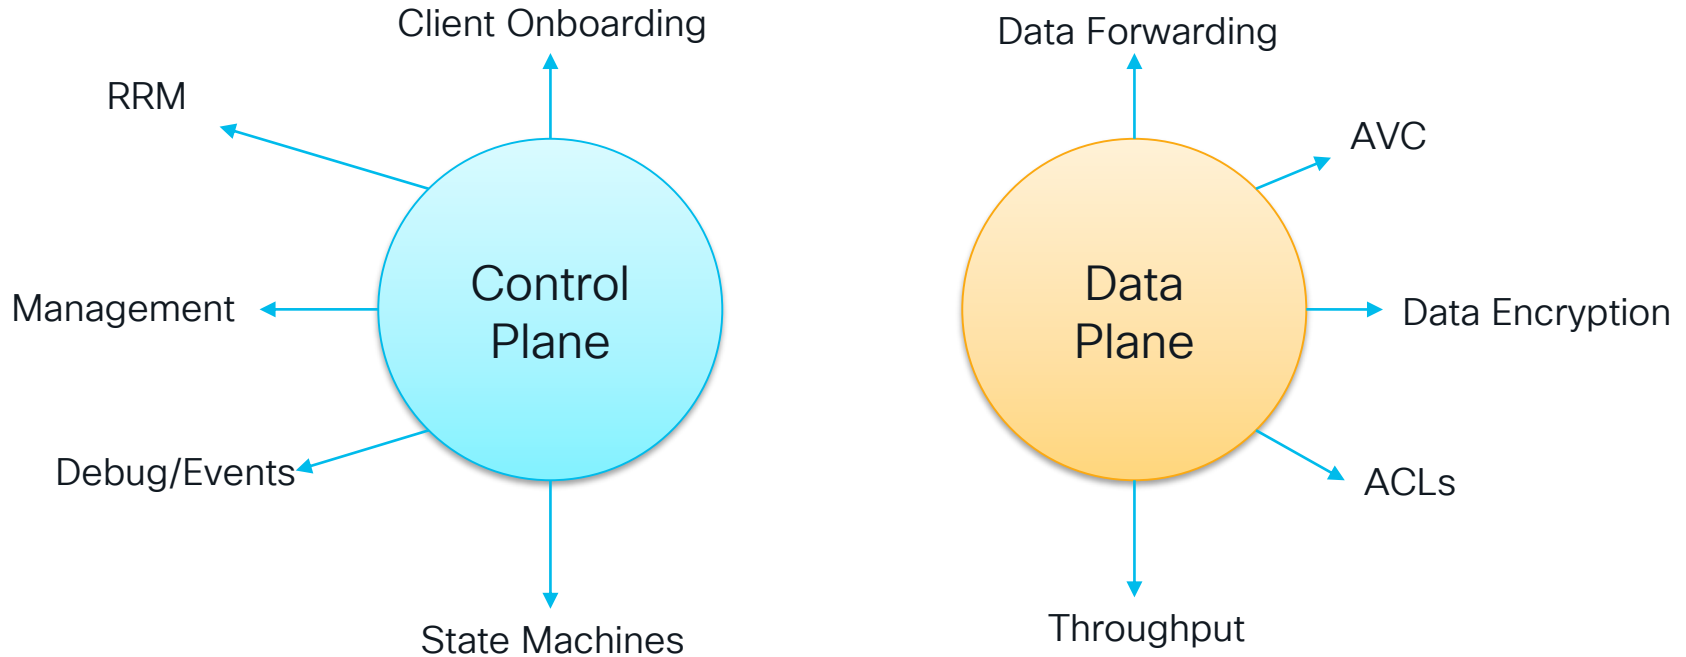 Client Onboarding
RRM
Management
Debug/Events
State Machines
Control
Plane
Data Forwarding
AVC
Data Encryption
ACLs
Throughput
Data
Plane